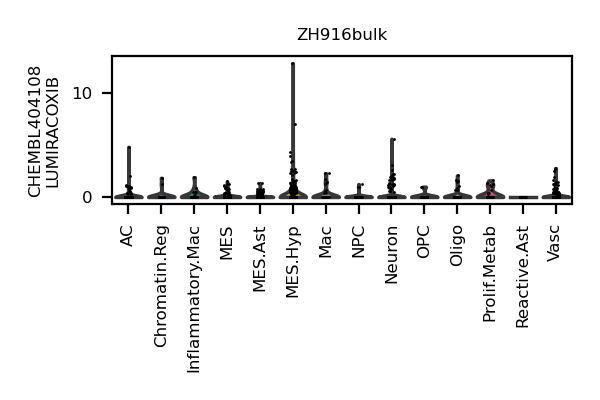 ZH916bulk
CHEMBL404108
LUMIRACOXIB
10
0
AC
Chromatin.Reg
Inflammatory.Mac
MES
MES.Ast
MES.Hyp
Mac
NPC
Neuron
OPC
Oligo
Prolif.Metab
Reactive.Ast
Vasc